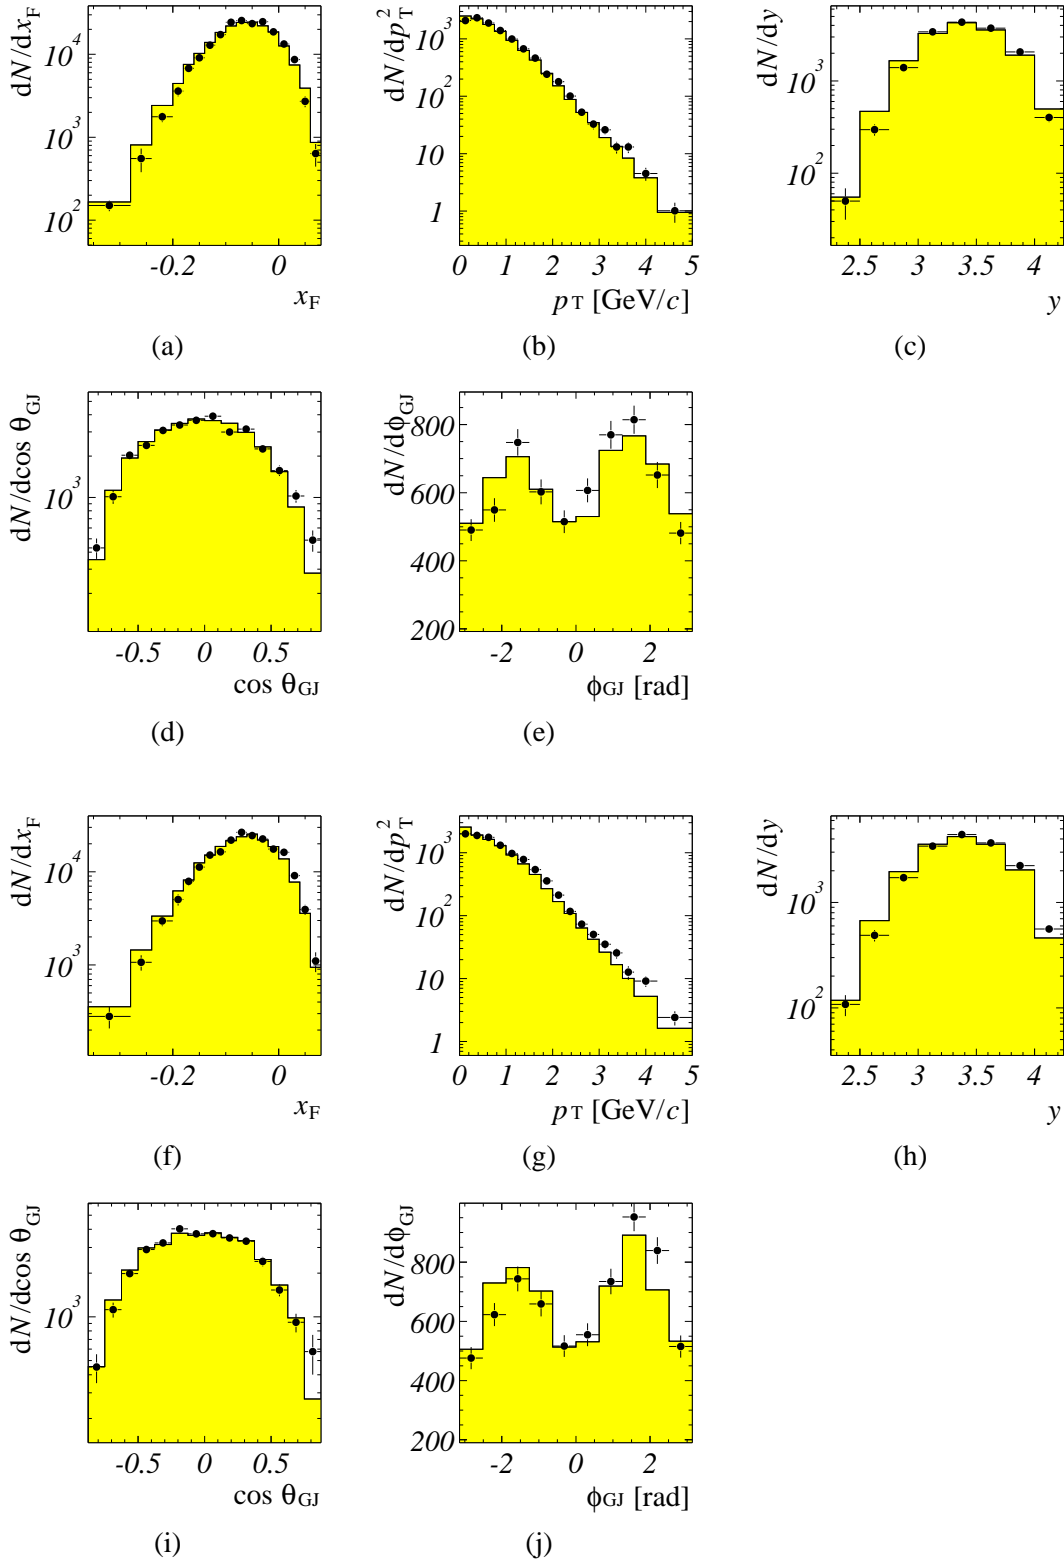 dN/dx_F
10^4
10^3
10^2
-0.2 0
x_F
(a)
dN/dp_T^2
10^3
10^2
10
1
0 1 2 3 4 5
p_T [GeV/c]
(b)
dN/dy
10^3
10^2
2.5 3 3.5 4
y
(c)
dN/dcos θ_GJ
10^3
-0.5 0 0.5
cos θ_GJ
(d)
dN/dϕ_GJ
800
600
400
200
-2 0 2
ϕ_GJ [rad]
(e)
dN/dx_F
10^4
10^3
-0.2 0
x_F
(f)
dN/dp_T^2
10^3
10^2
10
1
0 1 2 3 4 5
p_T [GeV/c]
(g)
dN/dy
10^3
10^2
2.5 3 3.5 4
y
(h)
dN/dcos θ_GJ
10^3
-0.5 0 0.5
cos θ_GJ
(i)
dN/dϕ_GJ
800
600
400
200
-2 0 2
ϕ_GJ [rad]
(j)